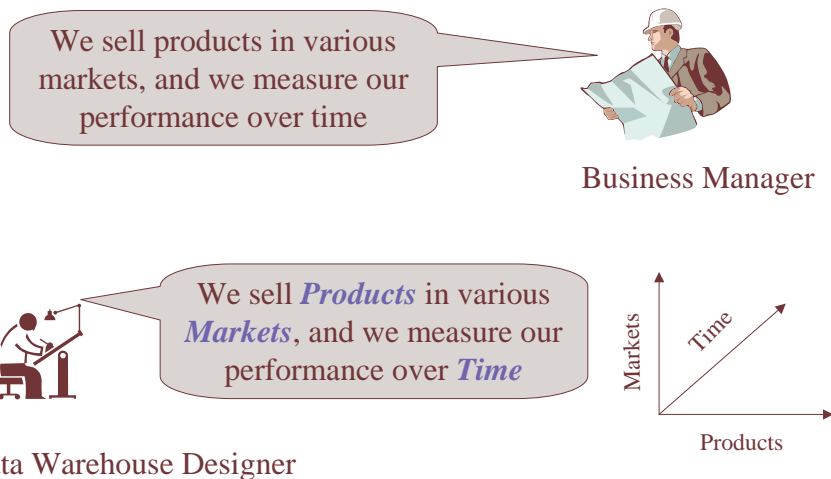 We sell products in various
markets, and we measure our
performance over time
Business Manager
We sell Products in various
Markets, and we measure our
performance over Time
Markets
Time
Products
ta Warehouse Designer